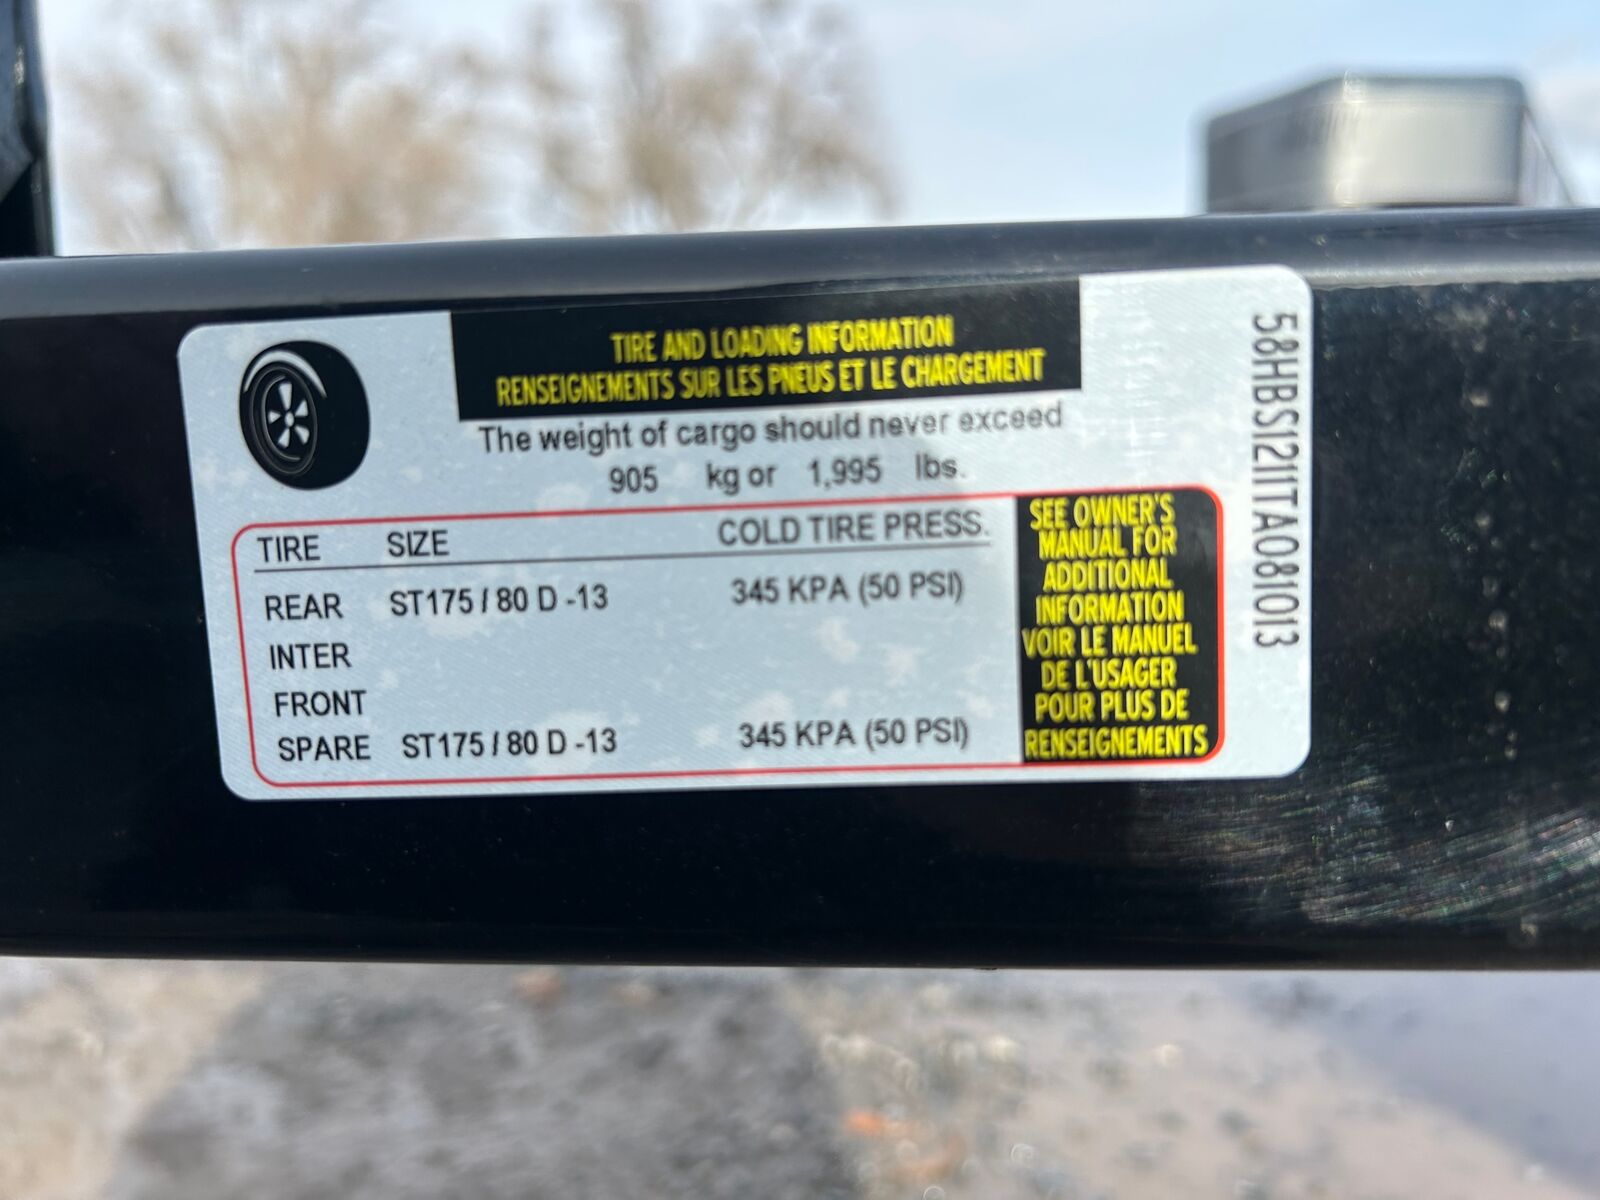 TIRE AND LOADING INFORMATION
RENSEIGNEMENTS SUR LES PNEUS ET LE CHARGEMENT
The weight of cargo should never exceed
905 kg or 1,995 lbs.
TIRE SIZE COLD TIRE PRESS.
REAR ST175 / 80 D -13 345 KPA (50 PSI)
INTER
FRONT
SPARE ST175 / 80 D -13 345 KPA (50 PSI)
SEE OWNER'S
MANUAL FOR
ADDITIONAL
INFORMATION
VOIR LE MANUEL
DE L'USAGER
POUR PLUS DE
RENSEIGNEMENTS
58HBS1211TA081013